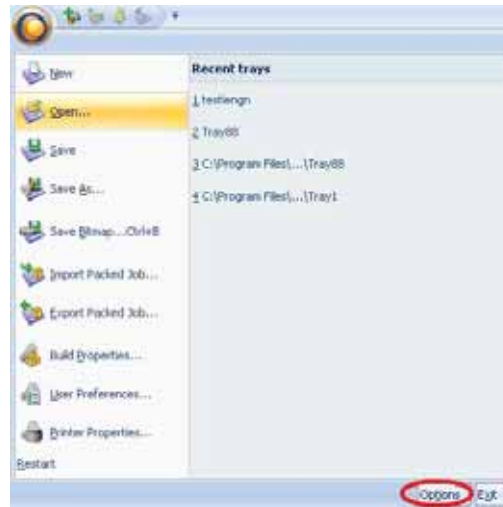 New
Open...
Save
Save As...
Save Bitmap...Ctrl+B
Import Packed Job...
Export Packed Job...
Build Properties...
User Preferences...
Printer Properties...
Restart
Recent trays
1 testlengn
2 Tray88
3 C:\Program Files\...\Tray88
4 C:\Program Files\...\Tray1
Options
Exit